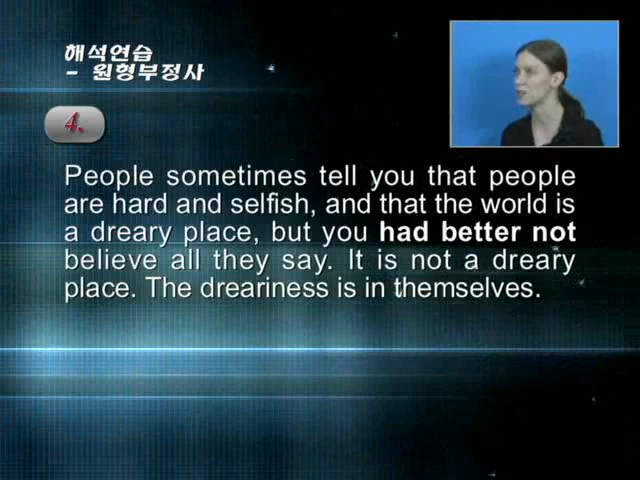 해석연습
- 원형부정사
4.
People sometimes tell you that people
are hard and selfish, and that the world is
a dreary place, but you had better not
believe all they say. It is not a dreary
place. The dreariness is in themselves.